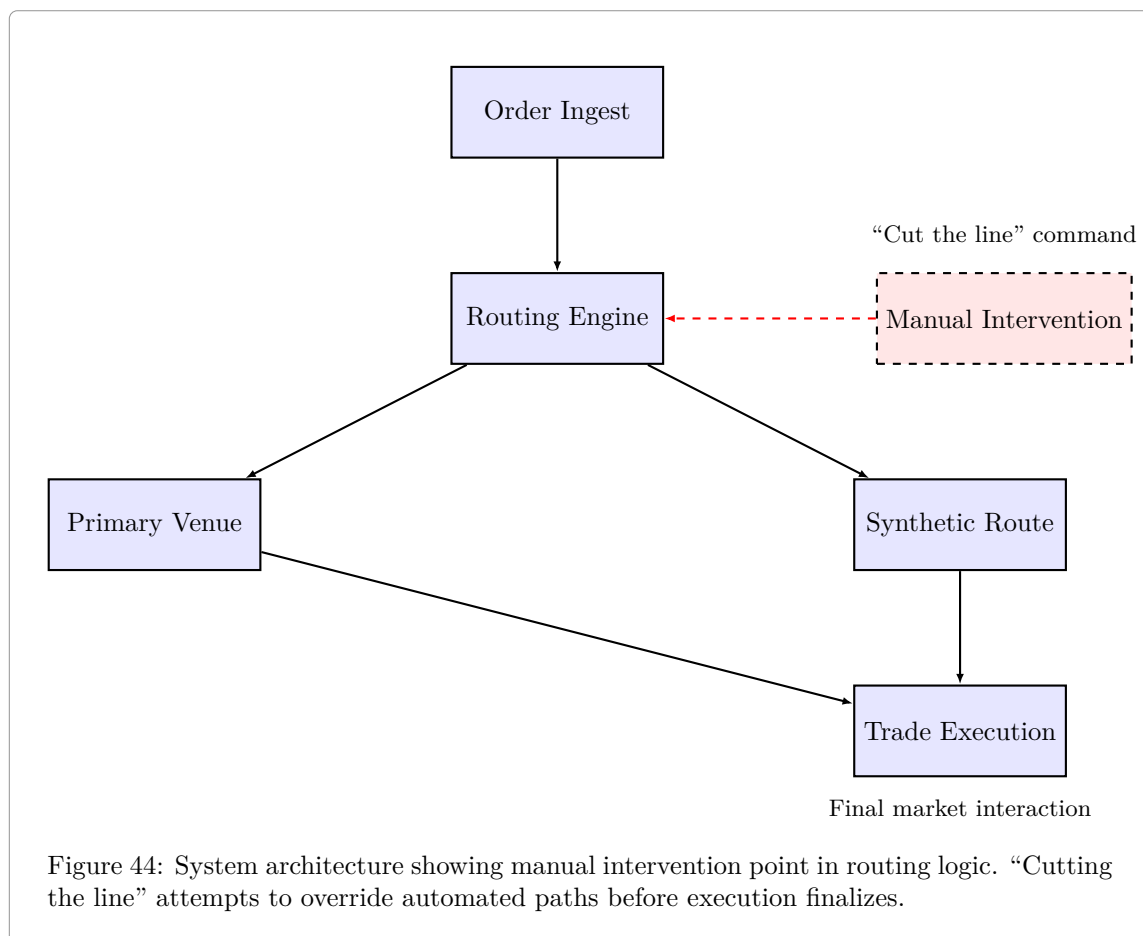 Order Ingest
“Cut the line” command
Routing Engine
Manual Intervention
Primary Venue
Synthetic Route
Trade Execution
Final market interaction
Figure 44: System architecture showing manual intervention point in routing logic. “Cutting
the line” attempts to override automated paths before execution finalizes.